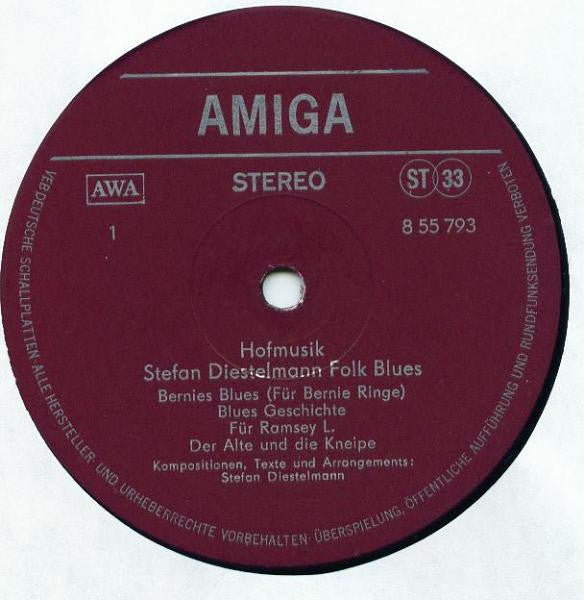 AMIGA
AWA
STEREO
ST 33
1
8 55 793
Hofmusik
Stefan Diestelmann Folk Blues
Bernies Blues (Für Bernie Ringe)
Blues Geschichte
Für Ramsey L.
Der Alte und die Kneipe
Kompositionen, Texte und Arrangements:
Stefan Diestelmann
VEB DEUTSCHE SCHALLPLATTEN · ALLE HERSTELLER- UND URHEBERRECHTE VORBEHALTEN · ÜBERSPIELUNG, ÖFFENTLICHE AUFFÜHRUNG UND RUNDFUNKSENDUNG VERBOTEN